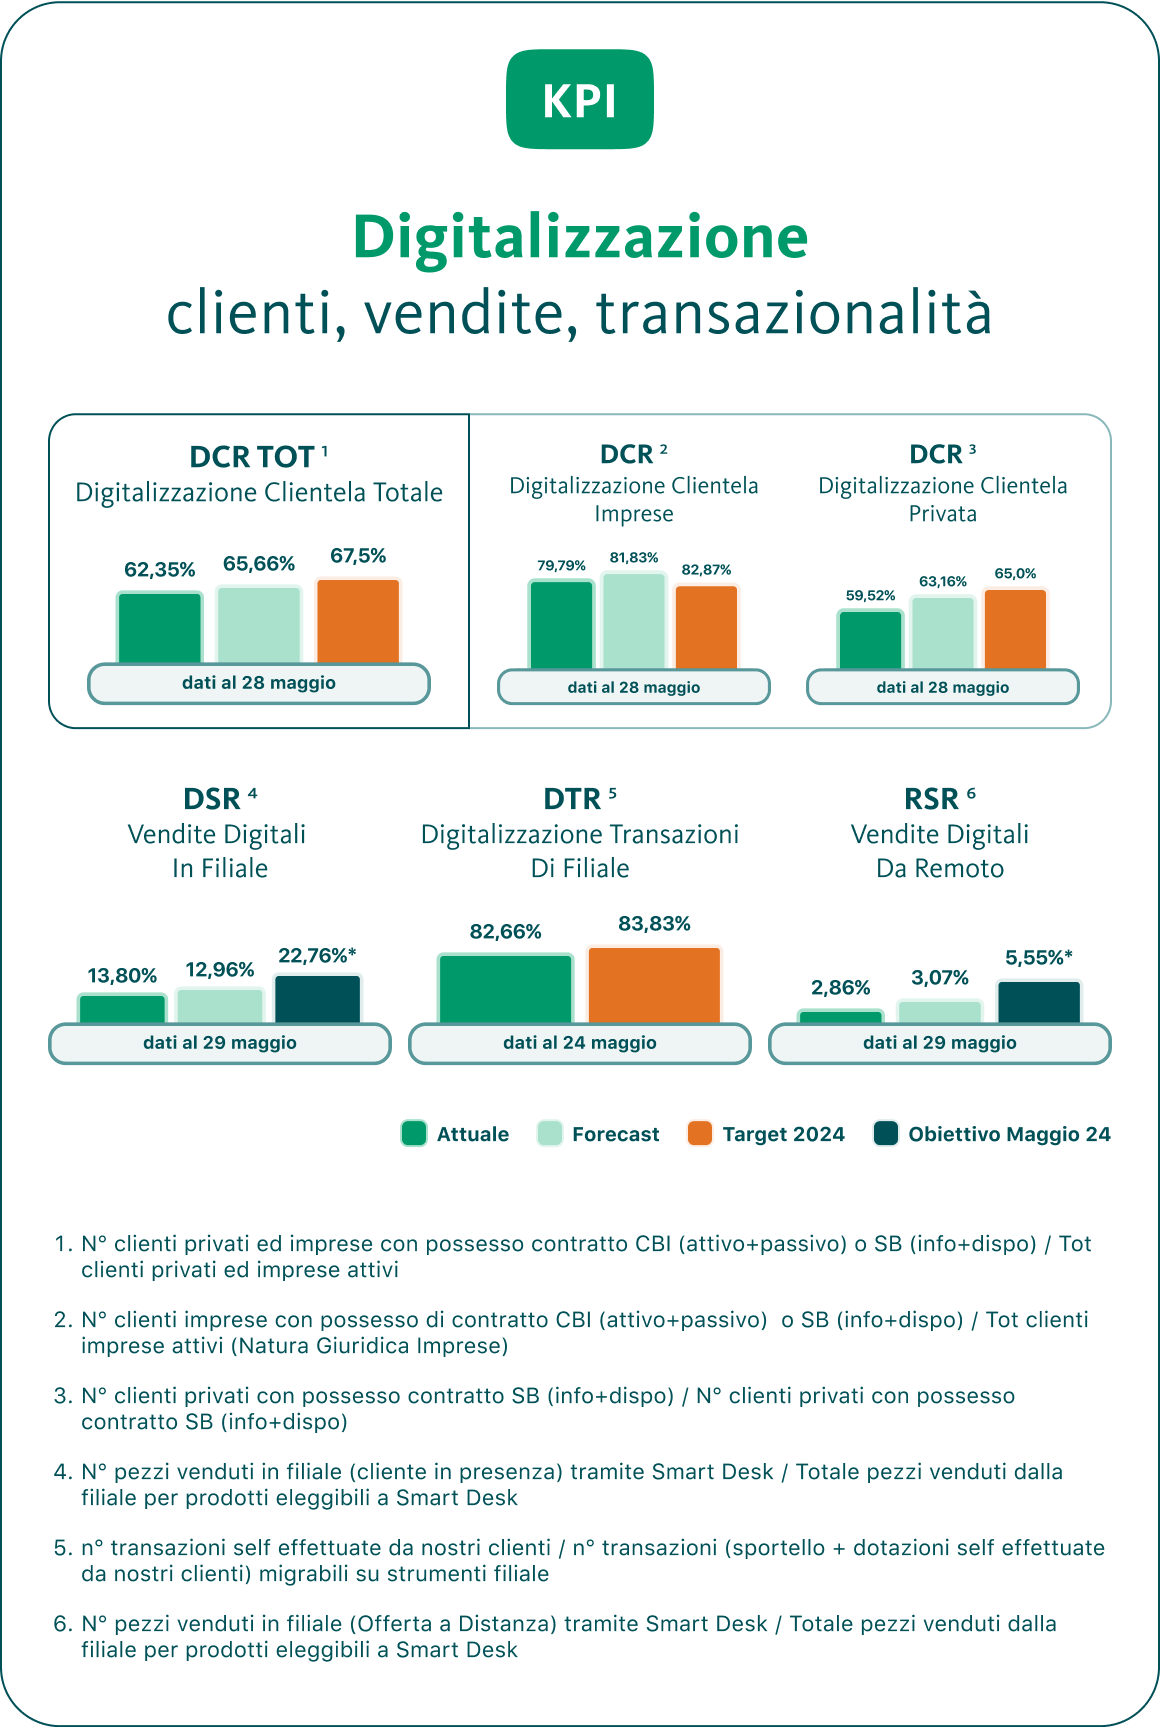 KPI
Digitalizzazione
clienti, vendite, transazionalità
DCR TOT ¹
Digitalizzazione Clientela Totale
62,35%
65,66%
67,5%
dati al 28 maggio
DCR ²
Digitalizzazione Clientela
Imprese
79,79%
81,83%
82,87%
dati al 28 maggio
DCR ³
Digitalizzazione Clientela
Privata
59,52%
63,16%
65,0%
dati al 28 maggio
DSR ⁴
Vendite Digitali
In Filiale
13,80%
12,96%
22,76%*
dati al 29 maggio
DTR ⁵
Digitalizzazione Transazioni
Di Filiale
82,66%
83,83%
dati al 24 maggio
RSR ⁶
Vendite Digitali
Da Remoto
2,86%
3,07%
5,55%*
dati al 29 maggio
Attuale
Forecast
Target 2024
Obiettivo Maggio 24
1. N° clienti privati ed imprese con possesso contratto CBI (attivo+passivo) o SB (info+dispo) / Tot
clienti privati ed imprese attivi
2. N° clienti imprese con possesso di contratto CBI (attivo+passivo) o SB (info+dispo) / Tot clienti
imprese attivi (Natura Giuridica Imprese)
3. N° clienti privati con possesso contratto SB (info+dispo) / N° clienti privati con possesso
contratto SB (info+dispo)
4. N° pezzi venduti in filiale (cliente in presenza) tramite Smart Desk / Totale pezzi venduti dalla
filiale per prodotti eleggibili a Smart Desk
5. n° transazioni self effettuate da nostri clienti / n° transazioni (sportello + dotazioni self effettuate
da nostri clienti) migrabili su strumenti filiale
6. N° pezzi venduti in filiale (Offerta a Distanza) tramite Smart Desk / Totale pezzi venduti dalla
filiale per prodotti eleggibili a Smart Desk